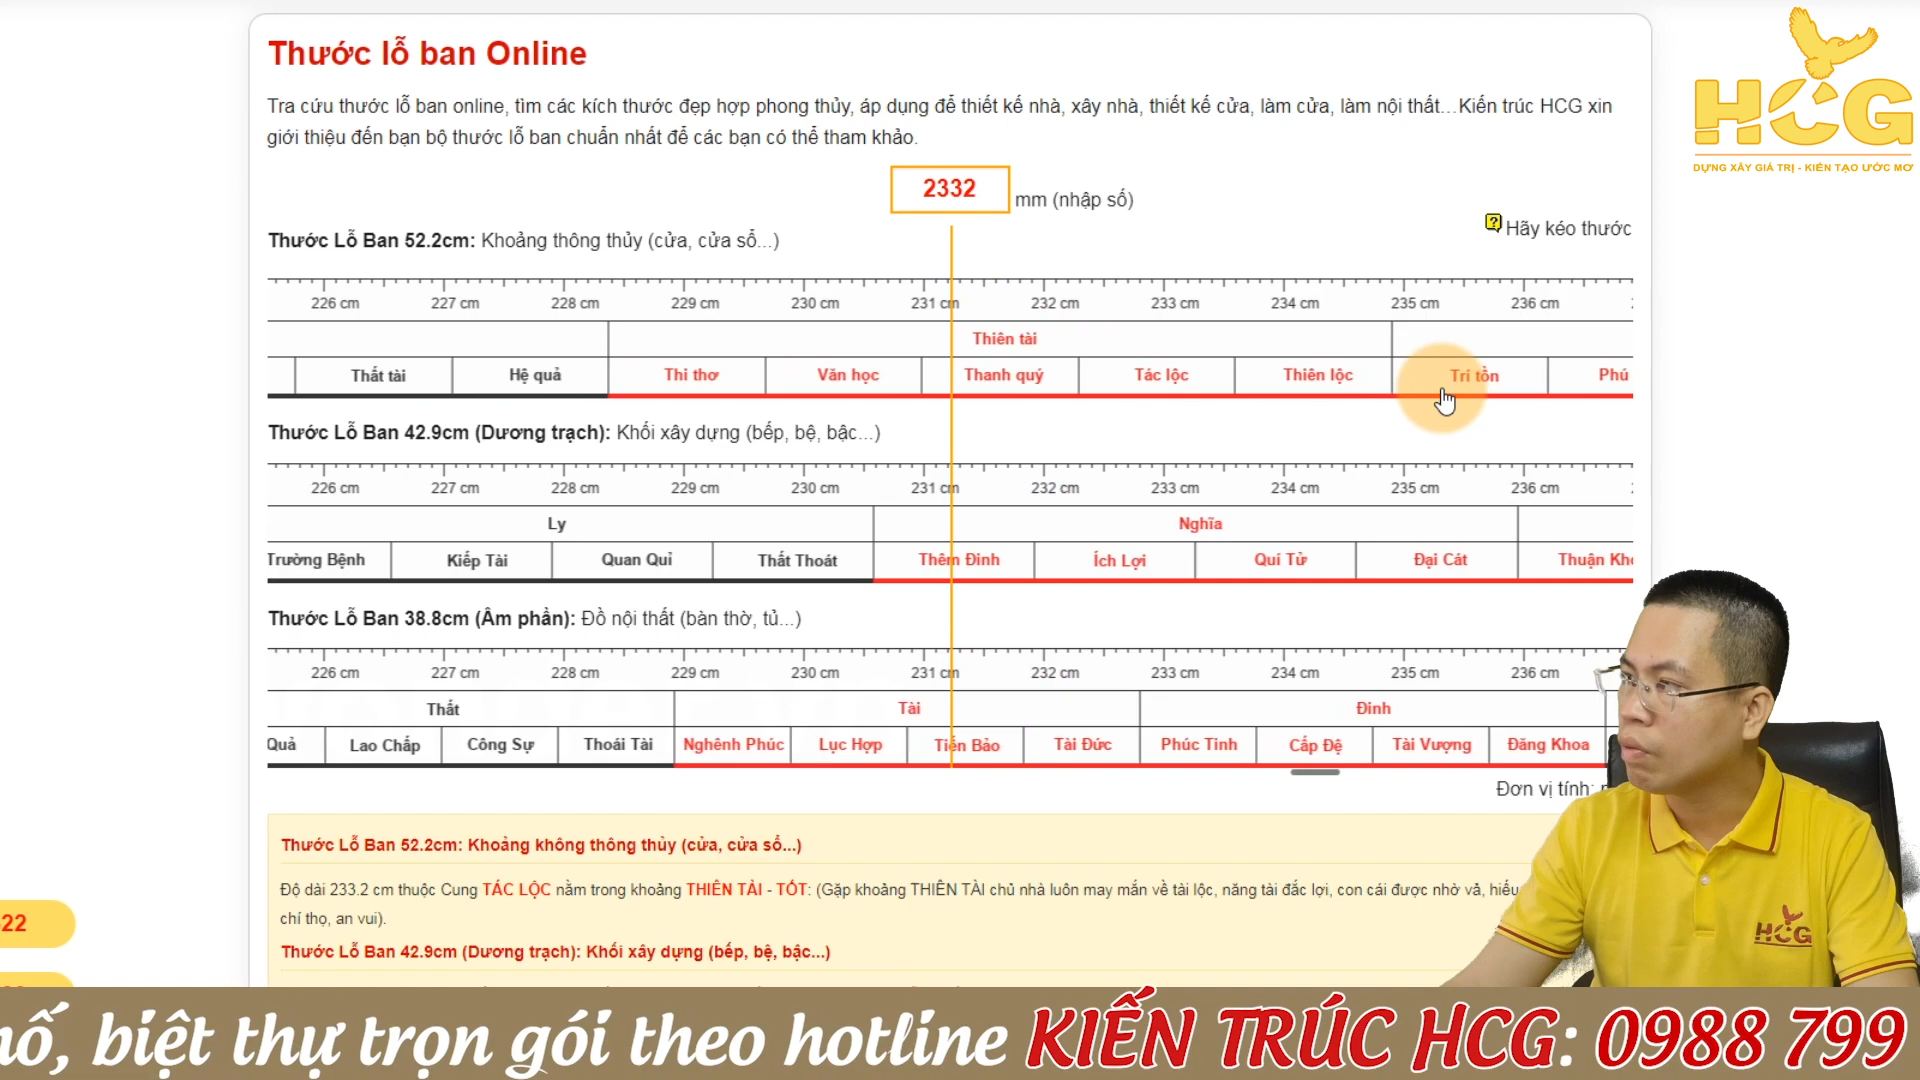 Thước lỗ ban Online
Tra cứu thước lỗ ban online, tìm các kích thước đẹp hợp phong thủy, áp dụng để thiết kế nhà, xây nhà, thiết kế cửa, làm cửa, làm nội thất…Kiến trúc HCG xin
giới thiệu đến bạn bộ thước lỗ ban chuẩn nhất để các bạn có thể tham khảo.
HCG
DỰNG XÂY GIÁ TRỊ - KIẾN TẠO ƯỚC MƠ
2332 mm (nhập số)
Hãy kéo thước
Thước Lỗ Ban 52.2cm: Khoảng thông thủy (cửa, cửa sổ...)
226 cm 227 cm 228 cm 229 cm 230 cm 231 cm 232 cm 233 cm 234 cm 235 cm 236 cm
Thiên tài
Thất tài Hệ quả Thi thơ Văn học Thanh quý Tác lộc Thiên lộc Trí tồn Phú
Thước Lỗ Ban 42.9cm (Dương trạch): Khối xây dựng (bếp, bệ, bậc...)
226 cm 227 cm 228 cm 229 cm 230 cm 231 cm 232 cm 233 cm 234 cm 235 cm 236 cm
Ly Nghĩa
Trường Bệnh Kiếp Tài Quan Quỉ Thất Thoát Thêm Đinh Ích Lợi Quí Tử Đại Cát Thuận Kh
Thước Lỗ Ban 38.8cm (Âm phần): Đồ nội thất (bàn thờ, tủ...)
226 cm 227 cm 228 cm 229 cm 230 cm 231 cm 232 cm 233 cm 234 cm 235 cm 236 cm
Thất Tài Đinh
Quả Lao Chấp Công Sự Thoái Tài Nghênh Phúc Lục Hợp Tiến Bảo Tài Đức Phúc Tinh Cấp Đệ Tài Vượng Đăng Khoa
Đơn vị tính:
Thước Lỗ Ban 52.2cm: Khoảng không thông thủy (cửa, cửa sổ...)
Độ dài 233.2 cm thuộc Cung TÁC LỘC nằm trong khoảng THIÊN TÀI - TỐT: (Gặp khoảng THIÊN TÀI chủ nhà luôn may mắn về tài lộc, năng tài đắc lợi, con cái được nhờ vả, hiếu
chí thọ, an vui).
Thước Lỗ Ban 42.9cm (Dương trạch): Khối xây dựng (bếp, bệ, bậc...)
22
HCG
hố, biệt thự trọn gói theo hotline KIẾN TRÚC HCG: 0988 799